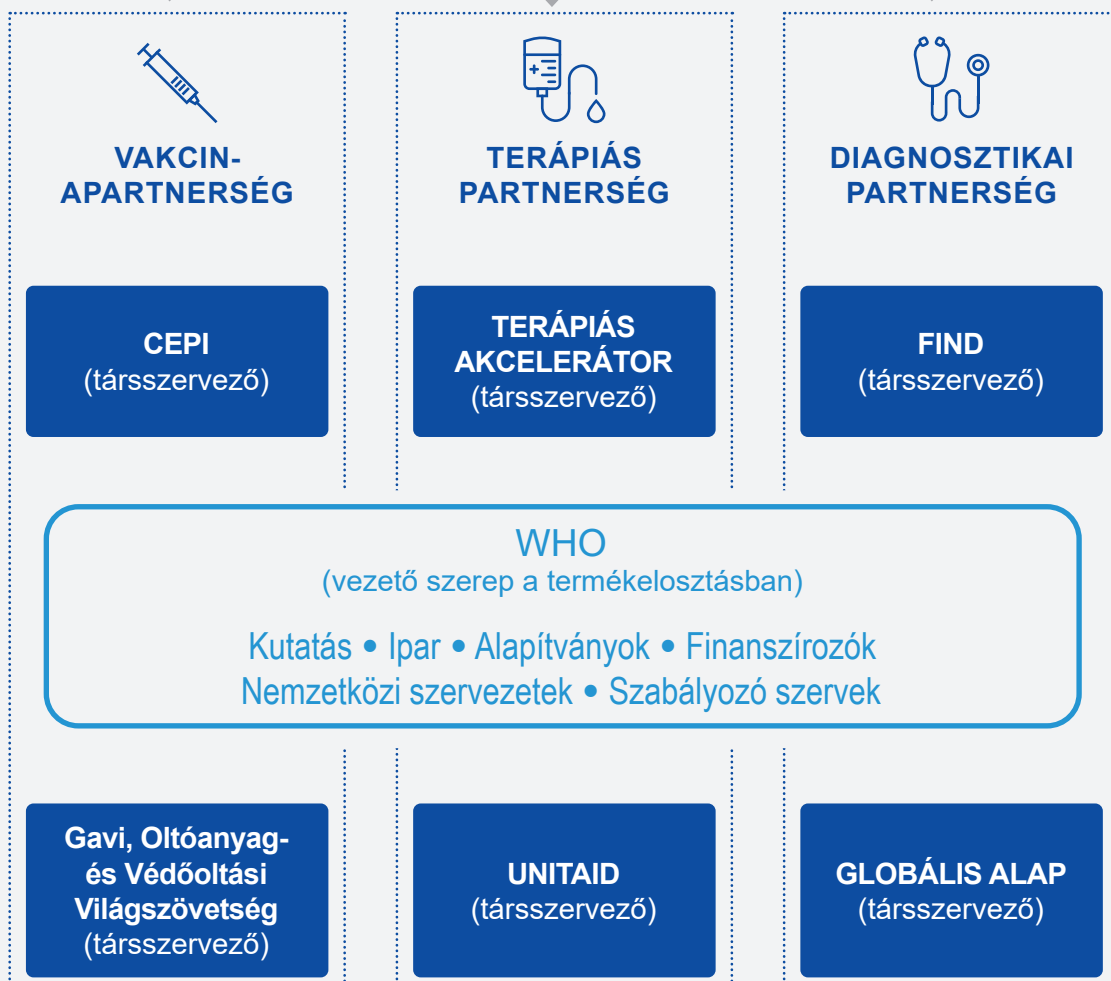 VAKCIN-
APARTNERSÉG
TERÁPIÁS
PARTNERSÉG
DIAGNOSZTIKAI
PARTNERSÉG
CEPI
(társszervező)
TERÁPIÁS
AKCELERÁTOR
(társszervező)
FIND
(társszervező)
WHO
(vezető szerep a termékelosztásban)
Kutatás • Ipar • Alapítványok • Finanszírozók
Nemzetközi szervezetek • Szabályozó szervek
Gavi, Oltóanyag-
és Védőoltási
Világszövetség
(társszervező)
UNITAID
(társszervező)
GLOBÁLIS ALAP
(társszervező)